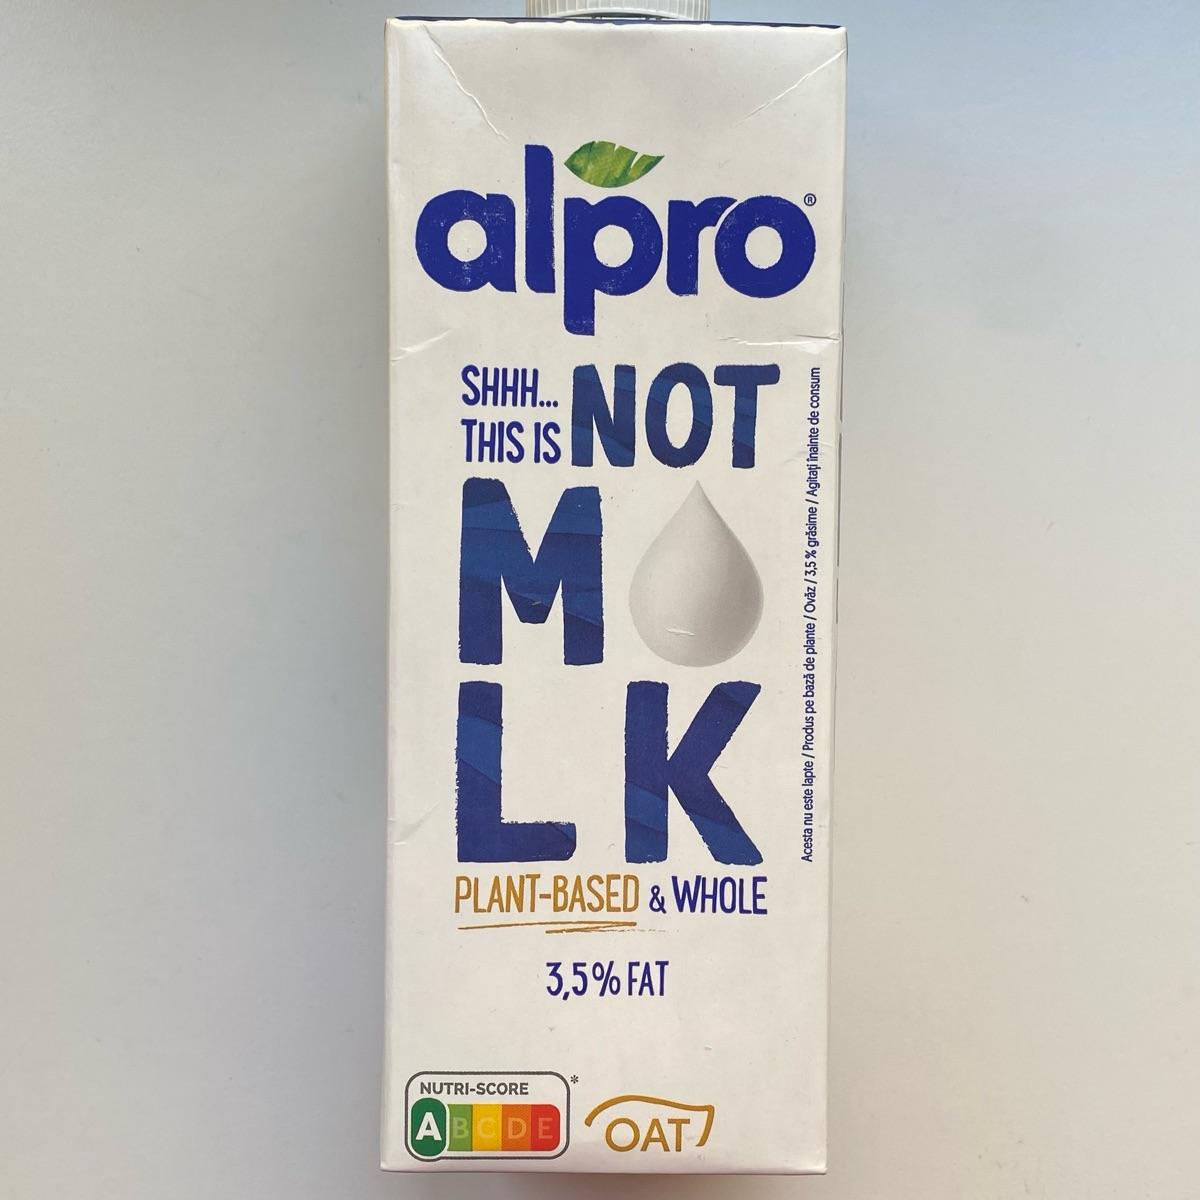 alpro®
SHHH... NOT
THIS IS
M LK
PLANT-BASED & WHOLE
3,5% FAT
NUTRI-SCORE*
A B C D E
OAT
Acesta nu este lapte / Produs pe bază de plante / Ovăz / 3,5 % grăsime / Agitați înainte de consum